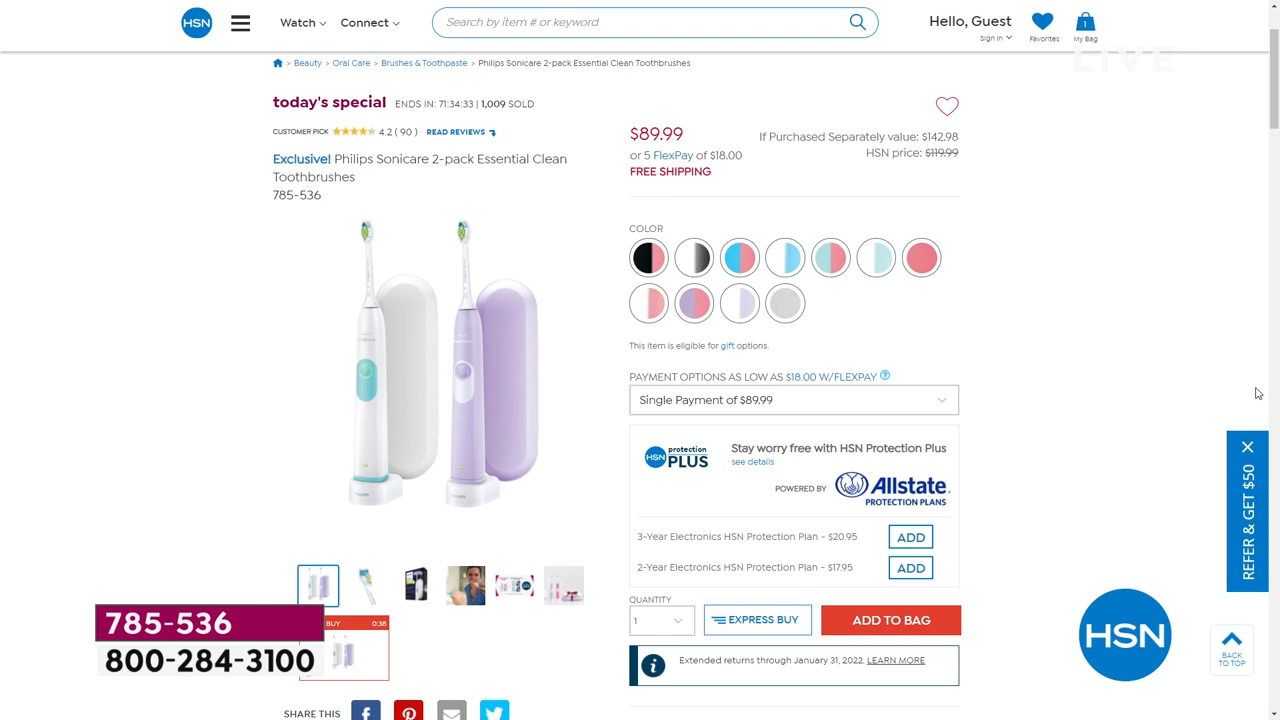 HSN
Watch
Connect
Search by item # or keyword
Hello, Guest
Sign In
Favorites
1
My Bag
LIVE
> Beauty > Oral Care > Brushes & Toothpaste > Philips Sonicare 2-pack Essential Clean Toothbrushes
today's special ENDS IN: 71:34:33 | 1,009 SOLD
CUSTOMER PICK 4.2 ( 90 ) READ REVIEWS
Exclusive! Philips Sonicare 2-pack Essential Clean
Toothbrushes
785-536
$89.99
or 5 FlexPay of $18.00
FREE SHIPPING
If Purchased Separately value: $142.98
HSN price: $119.99
COLOR
This item is eligible for gift options.
PAYMENT OPTIONS AS LOW AS $18.00 W/FLEXPAY ?
Single Payment of $89.99
HSN protection PLUS
Stay worry free with HSN Protection Plus
see details
POWERED BY Allstate
PROTECTION PLANS
3-Year Electronics HSN Protection Plan - $20.95 ADD
2-Year Electronics HSN Protection Plan - $17.95 ADD
QUANTITY
1
EXPRESS BUY
ADD TO BAG
Extended returns through January 31, 2022. LEARN MORE
BUY 0:38
785-536
800-284-3100
SHARE THIS
REFER & GET $50
HSN
BACK
TO TOP